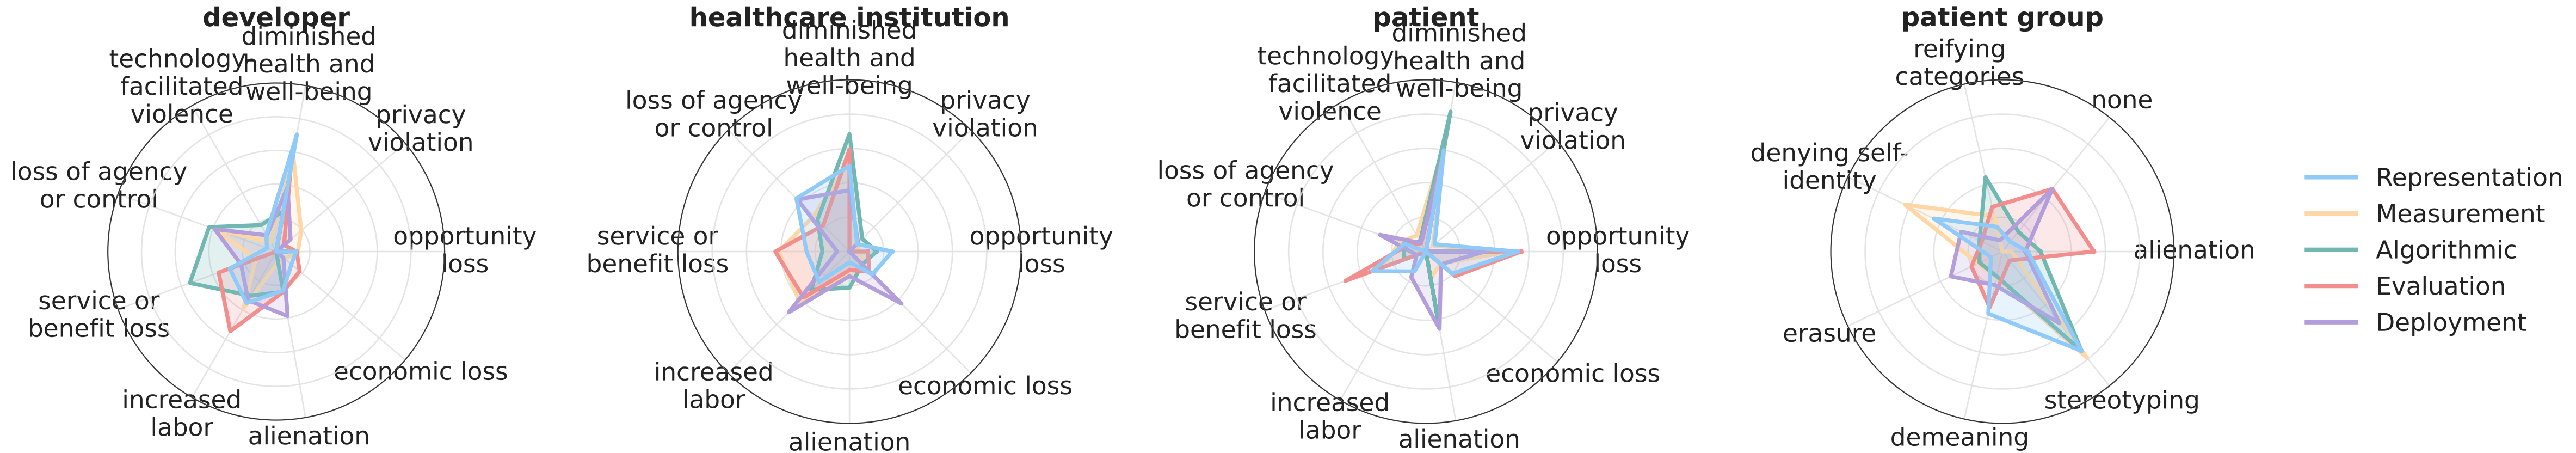 developer
diminished
health and
well-being
technology
facilitated
violence
privacy
violation
loss of agency
or control
opportunity
loss
service or
benefit loss
economic loss
increased
labor
alienation
healthcare institution
diminished
health and
well-being
loss of agency
or control
privacy
violation
service or
benefit loss
opportunity
loss
increased
labor
economic loss
alienation
patient
diminished
health and
well-being
technology
facilitated
violence
privacy
violation
loss of agency
or control
opportunity
loss
service or
benefit loss
economic loss
increased
labor
alienation
patient group
reifying
categories
none
denying self-
identity
alienation
erasure
stereotyping
demeaning
Representation
Measurement
Algorithmic
Evaluation
Deployment